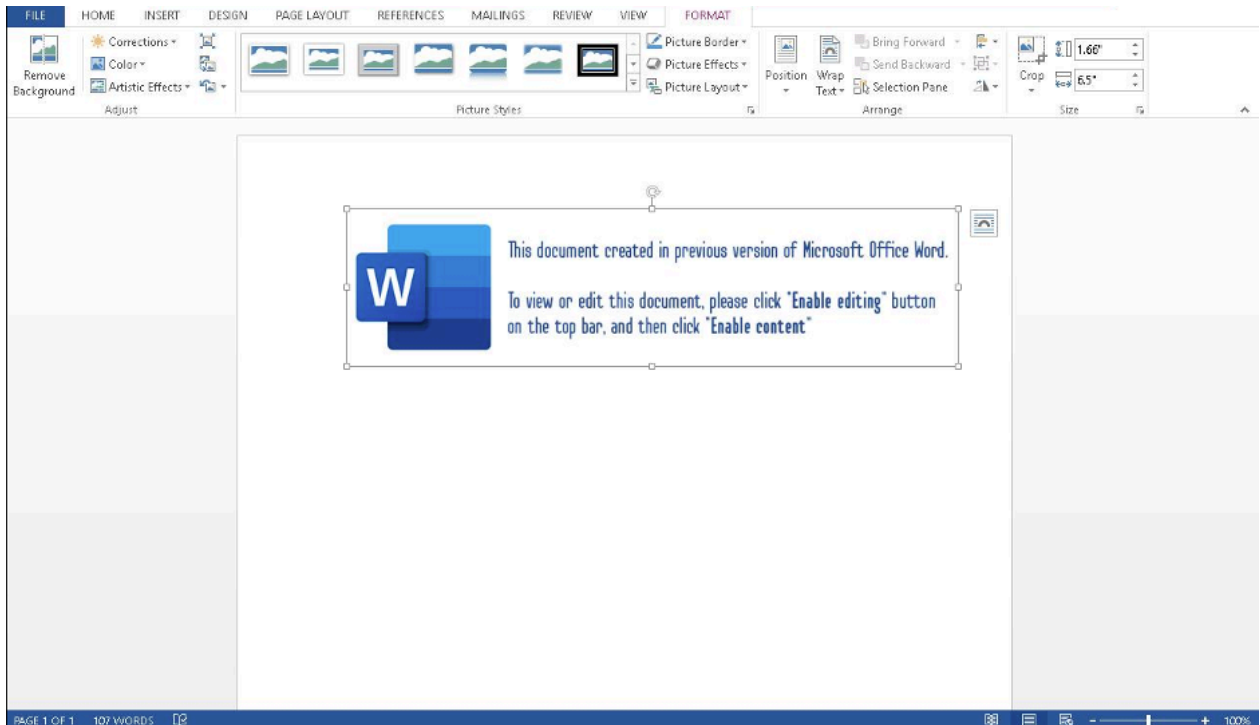 FILE HOME INSERT DESIGN PAGE LAYOUT REFERENCES MAILINGS REVIEW VIEW FORMAT
Remove Background
Corrections
Color
Artistic Effects
Adjust
Picture Styles
Picture Border
Picture Effects
Picture Layout
Position
Wrap Text
Bring Forward
Send Backward
Selection Pane
Arrange
Crop
1.66"
6.5"
Size
W
This document created in previous version of Microsoft Office Word.
To view or edit this document, please click "Enable editing" button
on the top bar, and then click "Enable content"
PAGE 1 OF 1 107 WORDS
100%